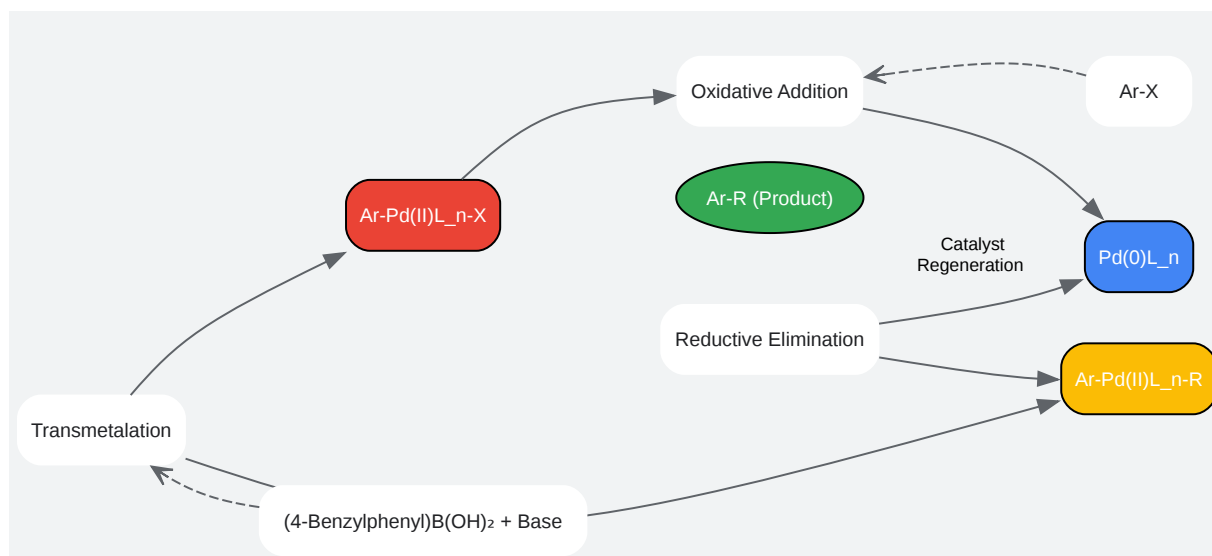 Oxidative Addition
Ar-X
Ar-R (Product)
Ar-Pd(II)L_n-X
Catalyst
Regeneration
Pd(0)L_n
Reductive Elimination
Ar-Pd(II)L_n-R
Transmetalation
(4-Benzylphenyl)B(OH)₂ + Base